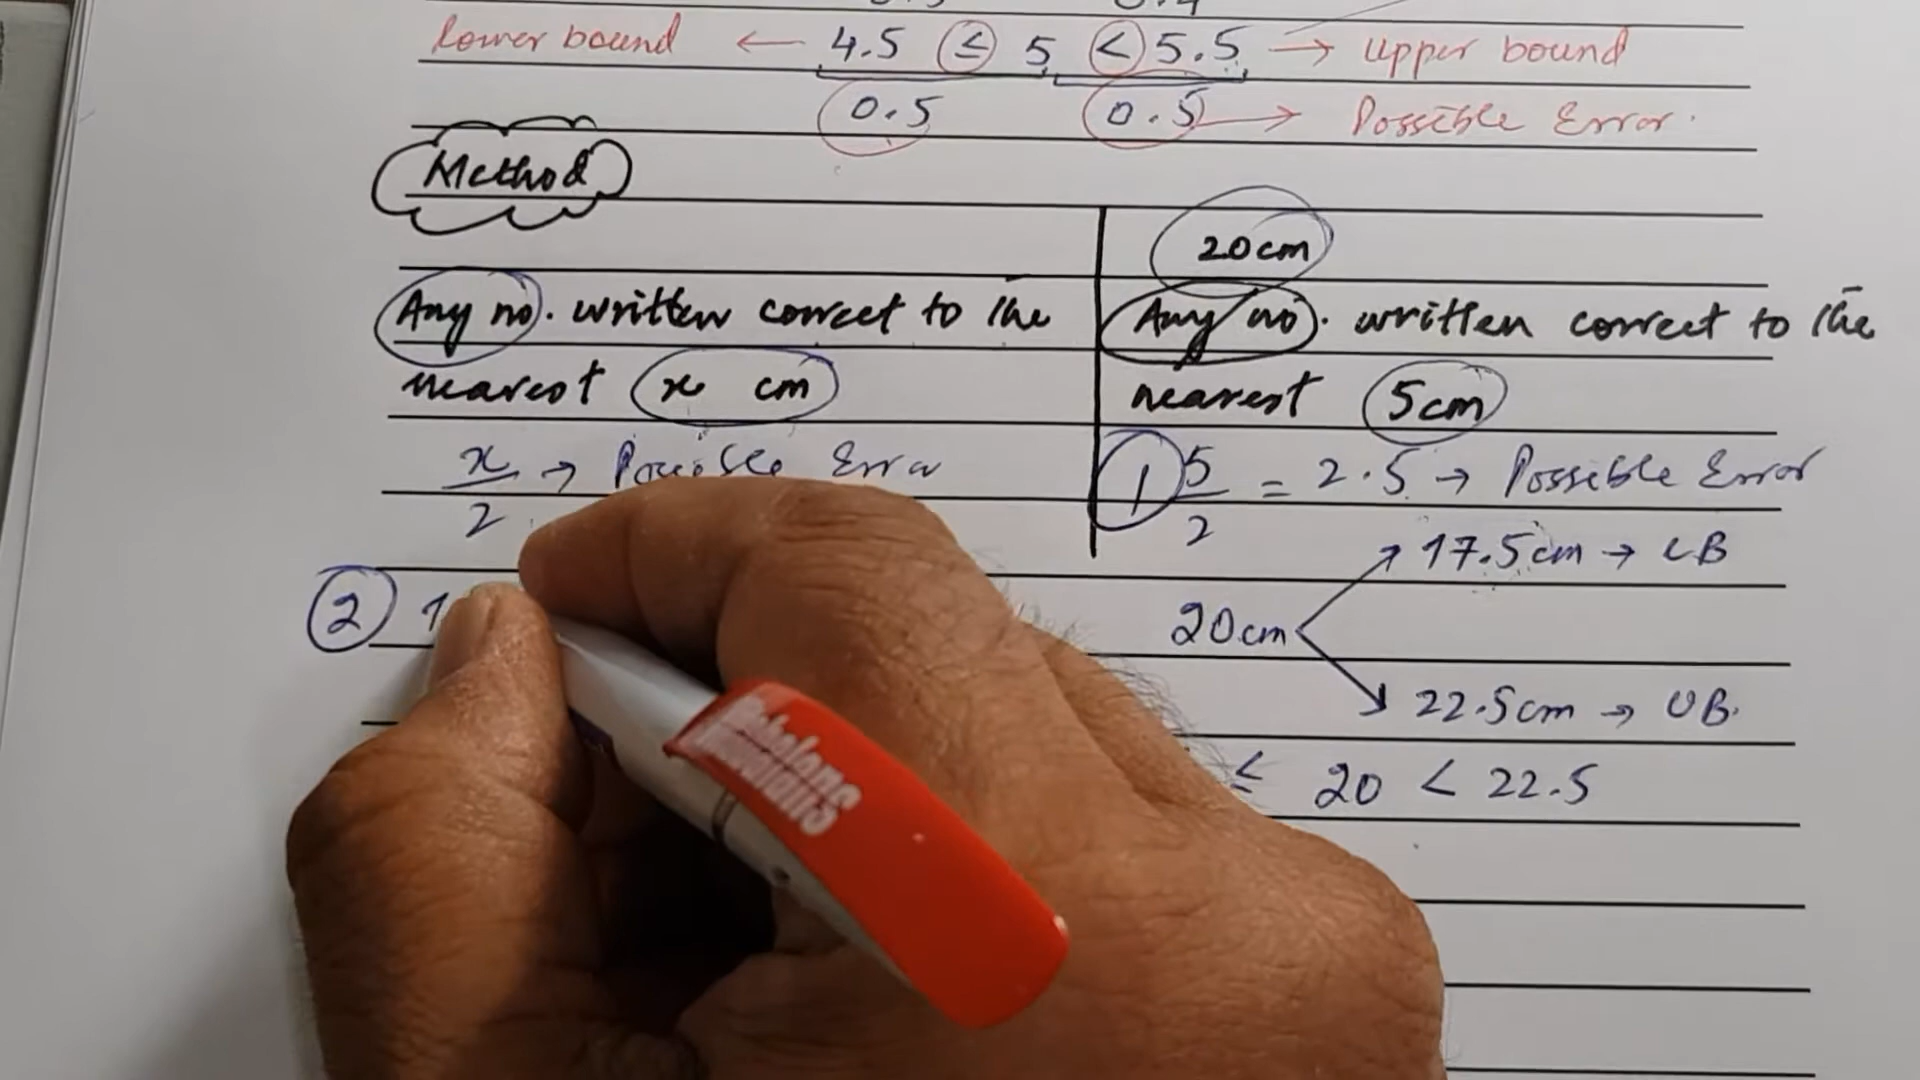 Lower bound ← 4.5 ≤ 5 < 5.5 → upper bound
0.5 0.5 → Possible Error.
Method
20cm
Any no. written correct to the
nearest x cm
x/2 → Possible Erro
Any no. written correct to the
nearest 5cm
1 5/2 = 2.5 → Possible Error
17.5cm → LB
20cm
22.5cm → UB.
≤ 20 < 22.5
2 1